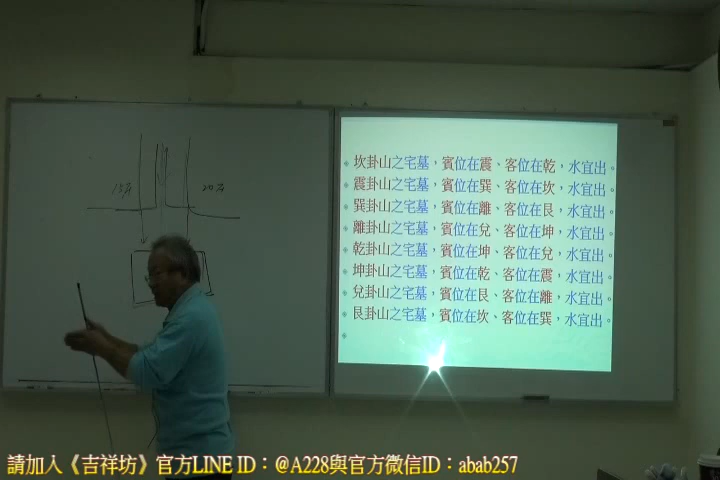 坎卦山之宅墓，賓位在震、客位在乾，水宜出。
震卦山之宅墓，賓位在巽、客位在坎，水宜出。
巽卦山之宅墓，賓位在離、客位在艮，水宜出。
離卦山之宅墓，賓位在兌、客位在坤，水宜出。
乾卦山之宅墓，賓位在坤、客位在兌，水宜出。
坤卦山之宅墓，賓位在乾、客位在震，水宜出。
兌卦山之宅墓，賓位在艮、客位在離，水宜出。
艮卦山之宅墓，賓位在坎、客位在巽，水宜出。
請加入《吉祥坊》官方LINE ID：@A228與官方微信ID：abab257